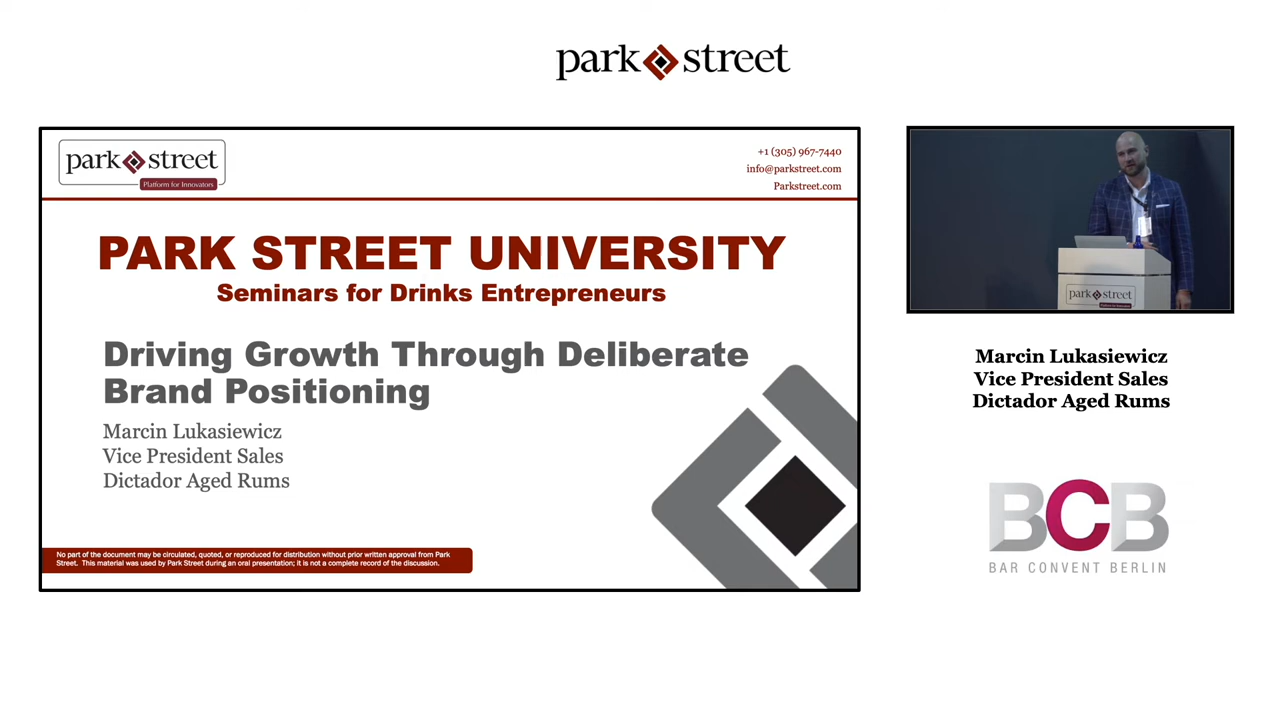 park street
park street
Platform for Innovators
+1 (305) 967-7440
info@parkstreet.com
Parkstreet.com
PARK STREET UNIVERSITY
Seminars for Drinks Entrepreneurs
Driving Growth Through Deliberate
Brand Positioning
Marcin Lukasiewicz
Vice President Sales
Dictador Aged Rums
No part of the document may be circulated, quoted, or reproduced for distribution without prior written approval from Park
Street. This material was used by Park Street during an oral presentation; it is not a complete record of the discussion.
park street
Platform for Innovators
Marcin Lukasiewicz
Vice President Sales
Dictador Aged Rums
BCB
BAR CONVENT BERLIN